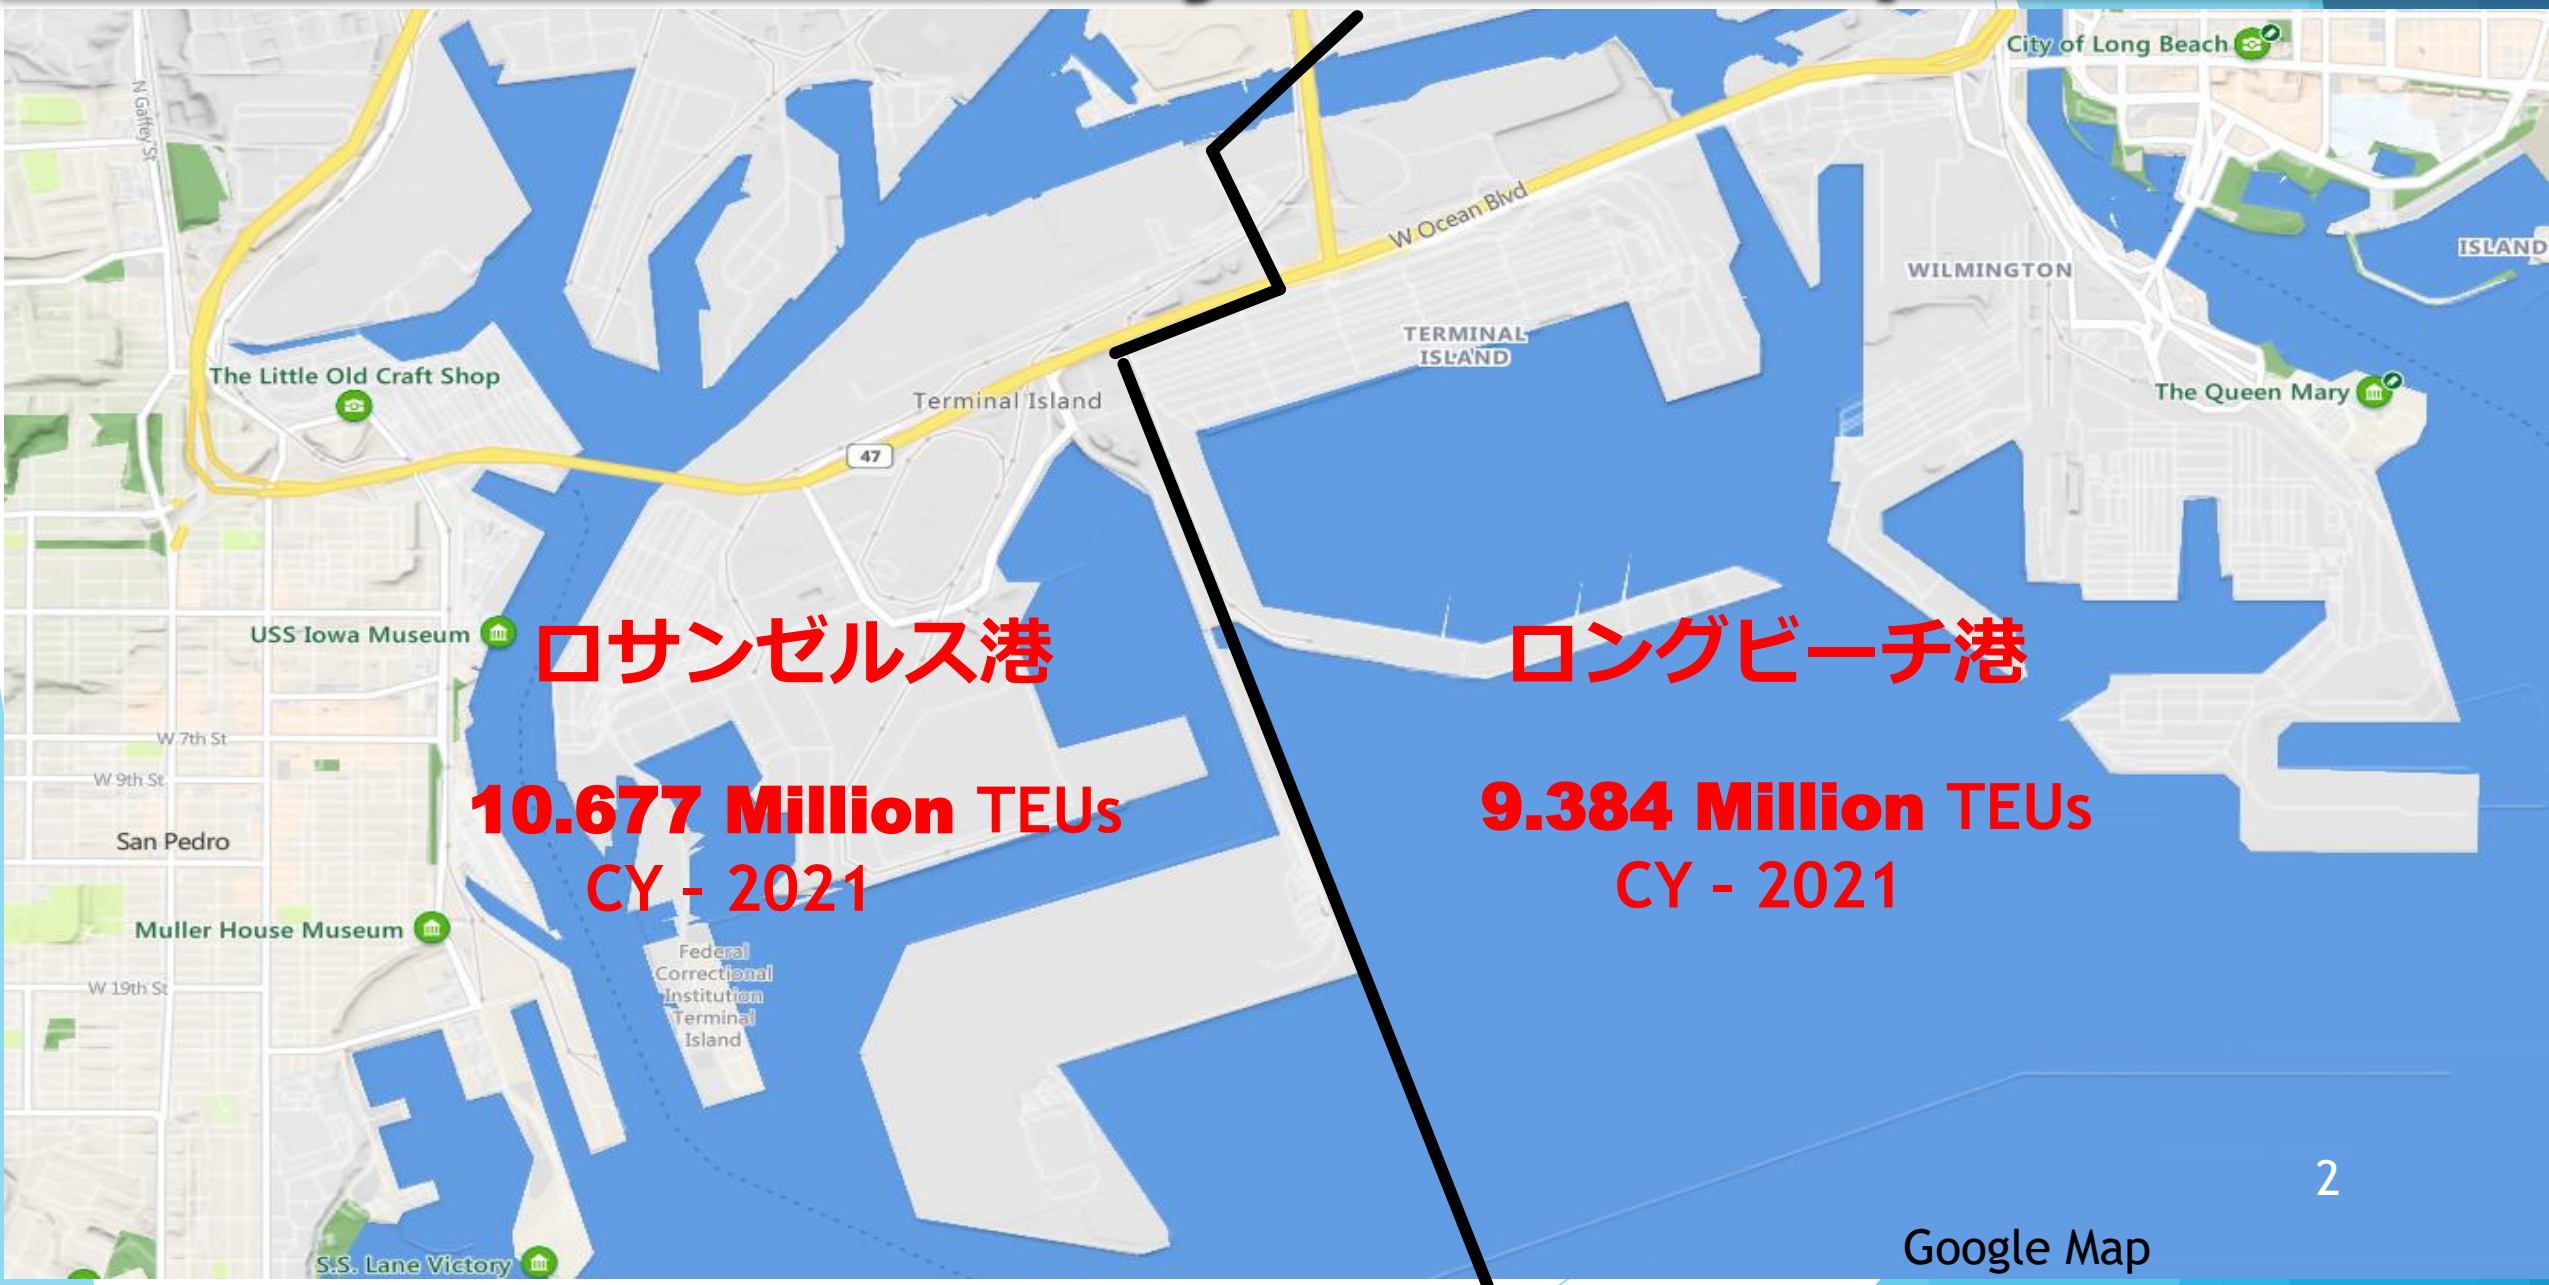 City of Long Beach
N Gaffey St
W Ocean Blvd
ISLAND
WILMINGTON
TERMINAL
ISLAND
The Little Old Craft Shop
The Queen Mary
Terminal Island
47
USS Iowa Museum
ロサンゼルス港
ロングビーチ港
W 7th St
W 9th St
10.677 Million TEUs
9.384 Million TEUs
San Pedro
CY - 2021
CY - 2021
Muller House Museum
Federal
Correctional
Institution
Terminal
Island
W 19th St
2
Google Map
S.S. Lane Victory